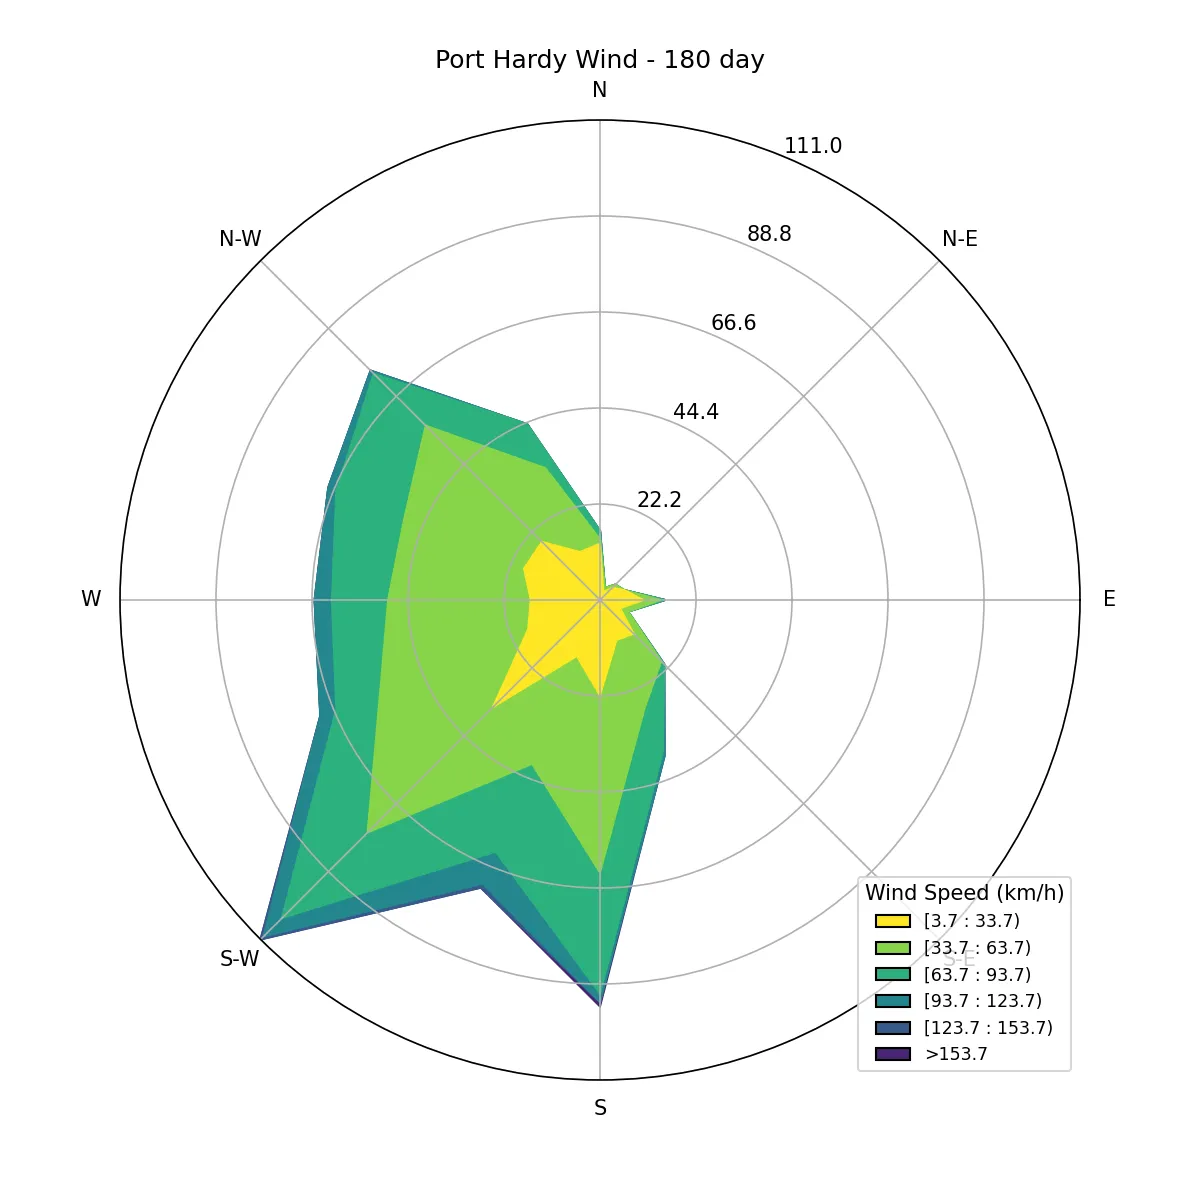 Port Hardy Wind - 180 day
N
111.0
N-W
88.8
N-E
66.6
44.4
22.2
W
E
S-W
S-E
S
Wind Speed (km/h)
[3.7 : 33.7)
[33.7 : 63.7)
[63.7 : 93.7)
[93.7 : 123.7)
[123.7 : 153.7)
>153.7